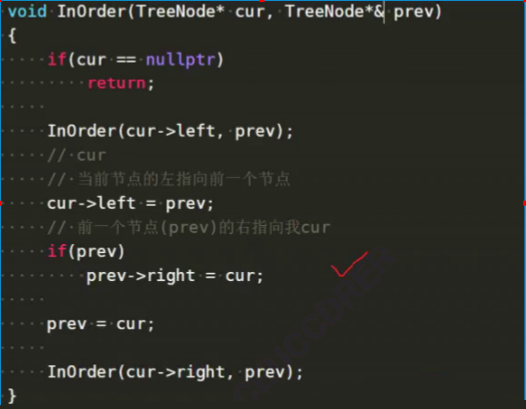 void InOrder(TreeNode* cur, TreeNode*& prev)
{
if(cur == nullptr)
return;
InOrder(cur->left, prev);
// cur
// 当前节点的左指向前一个节点
cur->left = prev;
// 前一个节点(prev)的右指向我cur
if(prev)
prev->right = cur;
prev = cur;
InOrder(cur->right, prev);
}